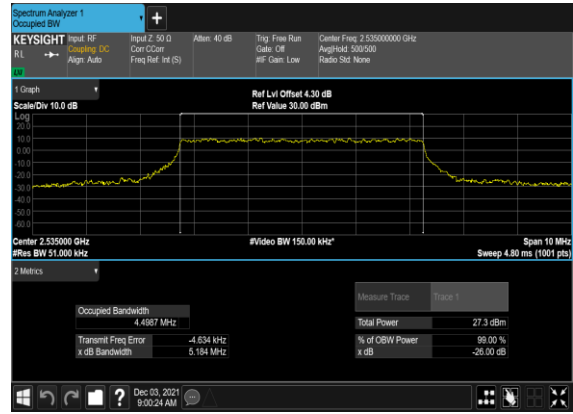 Spectrum Analyzer 1
Occupied BW
+
KEYSIGHT Input: RF Input Z: 50 Ω Atten: 40 dB Trig: Free Run Center Freq: 2.535000000 GHz
RL Coupling: DC Corr CCorr Gate: Off Avg|Hold: 500/500
Align: Auto Freq Ref: Int (S) #IF Gain: Low Radio Std: None
1 Graph
Scale/Div 10.0 dB Ref Lvl Offset 4.30 dB
Ref Value 30.00 dBm
Log
20.0
10.0
0.00
-10.0
-20.0
-30.0
-40.0
-50.0
-60.0
Center 2.535000 GHz #Video BW 150.00 kHz* Span 10 MHz
#Res BW 51.000 kHz Sweep 4.80 ms (1001 pts)
2 Metrics
Measure Trace Trace 1
Occupied Bandwidth
4.4987 MHz Total Power 27.3 dBm
Transmit Freq Error -4.634 kHz % of OBW Power 99.00 %
x dB Bandwidth 5.184 MHz x dB -26.00 dB
? Dec 03, 2021
9:00:24 AM